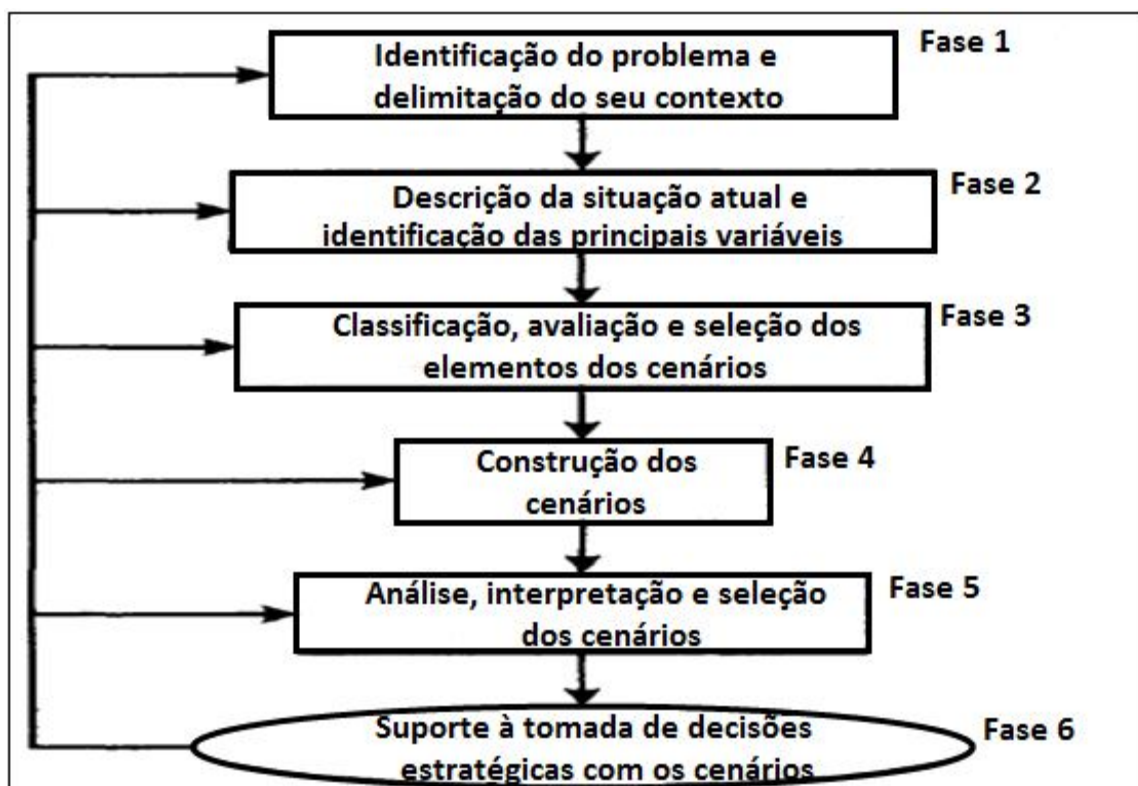 Fase 1
Identificação do problema e
delimitação do seu contexto
Fase 2
Descrição da situação atual e
identificação das principais variáveis
Fase 3
Classificação, avaliação e seleção dos
elementos dos cenários
Fase 4
Construção dos
cenários
Fase 5
Análise, interpretação e seleção
dos cenários
Fase 6
Suporte à tomada de decisões
estratégicas com os cenários